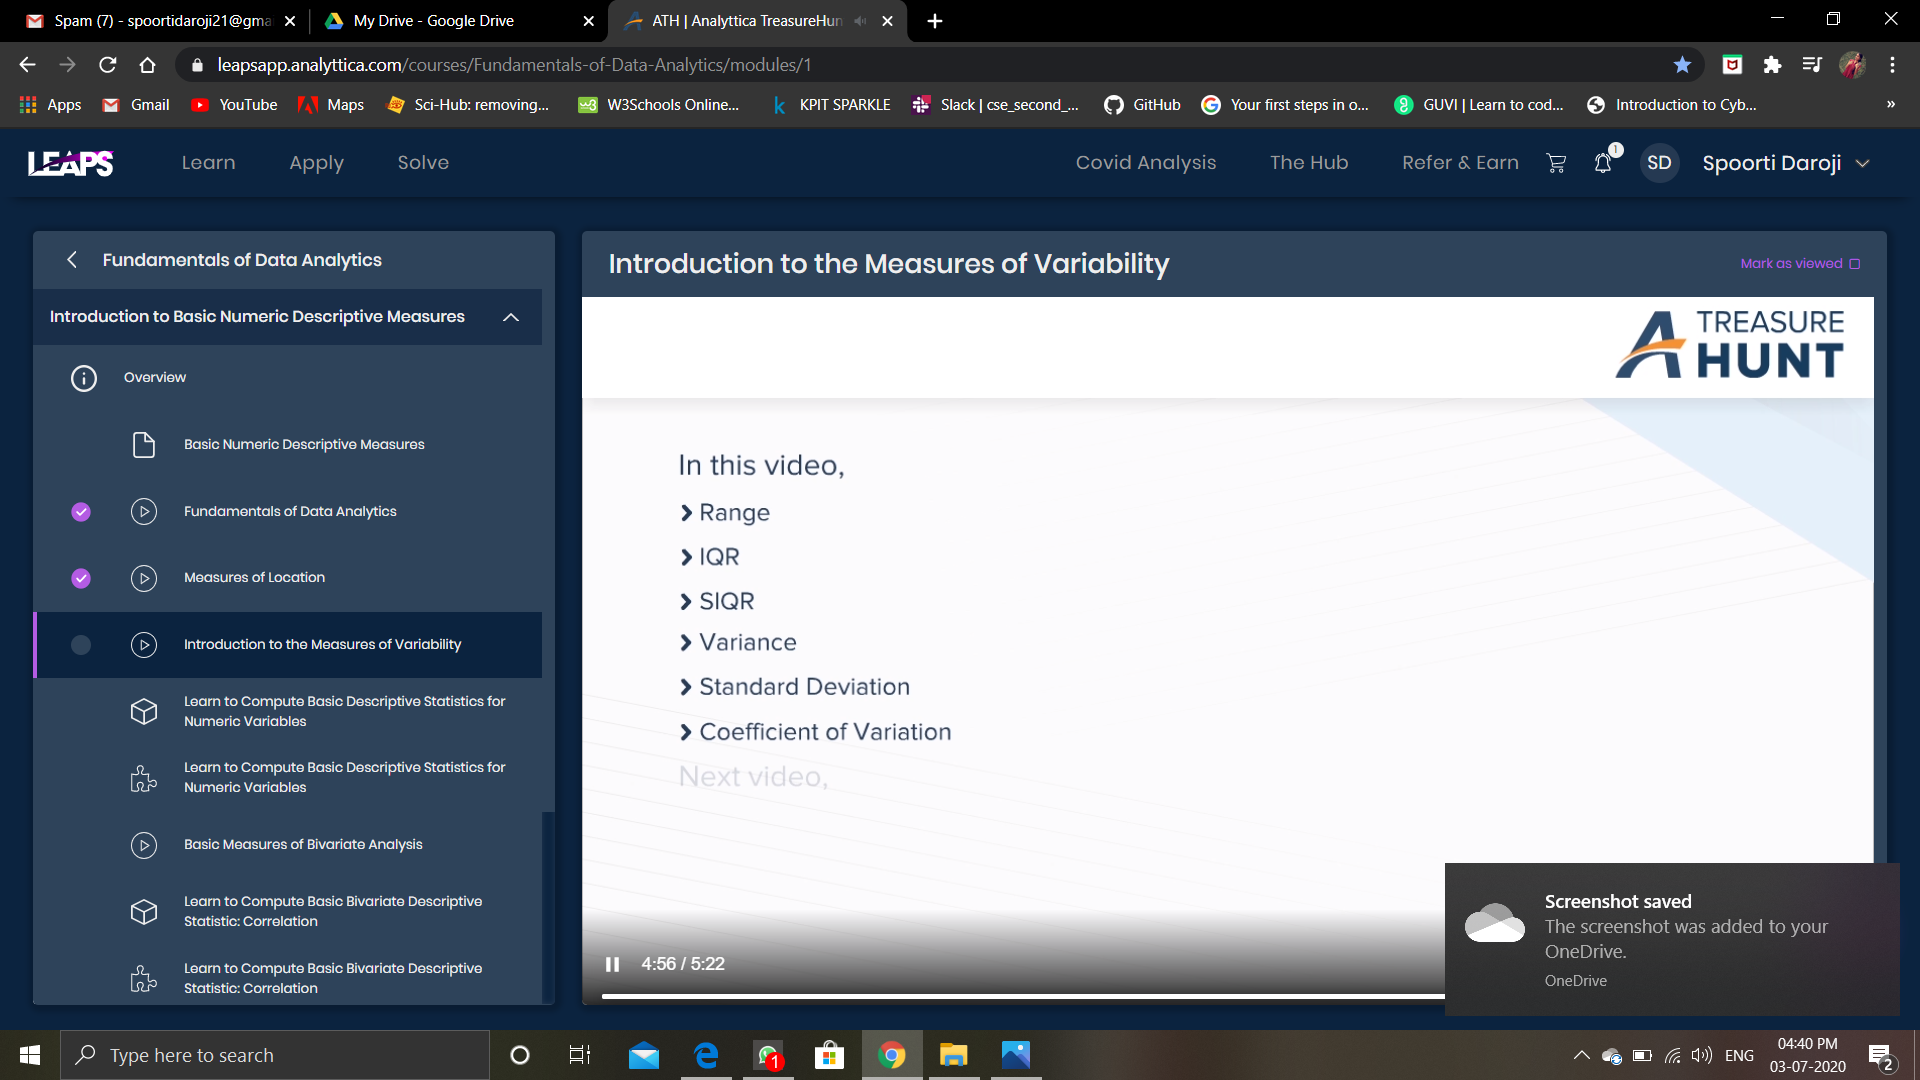 Spam (7) - spoortidaroji21@gma
My Drive - Google Drive
ATH | Analyttica TreasureHun
leapsapp.analyttica.com/courses/Fundamentals-of-Data-Analytics/modules/1
Apps
Gmail
YouTube
Maps
Sci-Hub: removing...
W3Schools Online...
KPIT SPARKLE
Slack | cse_second_...
GitHub
Your first steps in o...
GUVI | Learn to cod...
Introduction to Cyb...
»
LEAPS
Learn
Apply
Solve
Covid Analysis
The Hub
Refer & Earn
1
SD
Spoorti Daroji
Fundamentals of Data Analytics
Introduction to Basic Numeric Descriptive Measures
Overview
Basic Numeric Descriptive Measures
Fundamentals of Data Analytics
Measures of Location
Introduction to the Measures of Variability
Learn to Compute Basic Descriptive Statistics for
Numeric Variables
Learn to Compute Basic Descriptive Statistics for
Numeric Variables
Basic Measures of Bivariate Analysis
Learn to Compute Basic Bivariate Descriptive
Statistic: Correlation
Learn to Compute Basic Bivariate Descriptive
Statistic: Correlation
Introduction to the Measures of Variability
Mark as viewed
A TREASURE
HUNT
In this video,
Range
IQR
SIQR
Variance
Standard Deviation
Coefficient of Variation
Next video,
4:56 / 5:22
Screenshot saved
The screenshot was added to your
OneDrive.
OneDrive
Type here to search
1
ENG
04:40 PM
03-07-2020
2